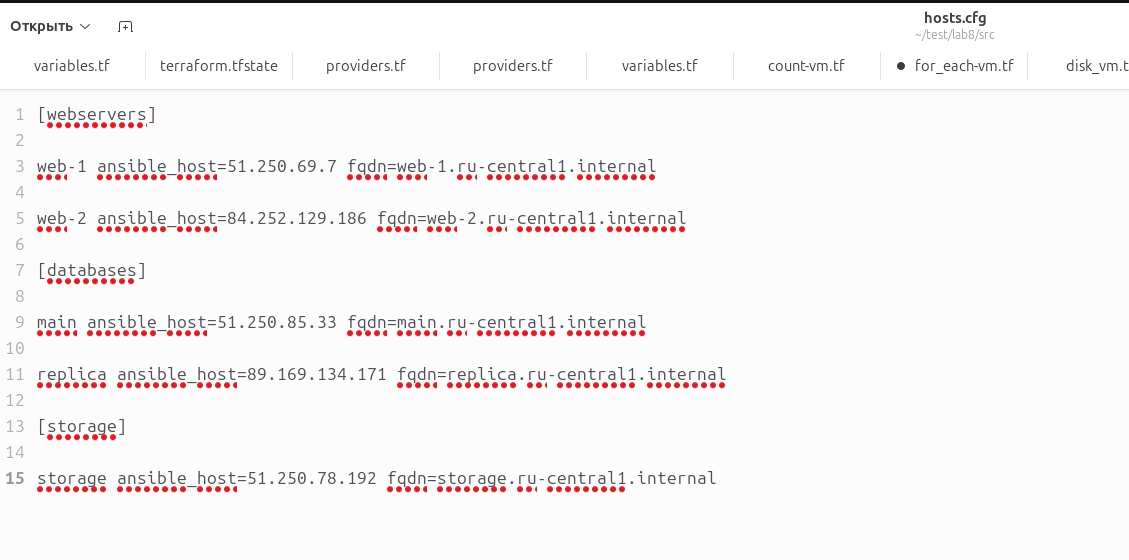 Открыть
hosts.cfg
~/test/lab8/src
variables.tf terraform.tfstate providers.tf providers.tf variables.tf count-vm.tf ● for_each-vm.tf disk_vm.t
1 [webservers]
2
3 web-1 ansible_host=51.250.69.7 fqdn=web-1.ru-central1.internal
4
5 web-2 ansible_host=84.252.129.186 fqdn=web-2.ru-central1.internal
6
7 [databases]
8
9 main ansible_host=51.250.85.33 fqdn=main.ru-central1.internal
10
11 replica ansible_host=89.169.134.171 fqdn=replica.ru-central1.internal
12
13 [storage]
14
15 storage ansible_host=51.250.78.192 fqdn=storage.ru-central1.internal